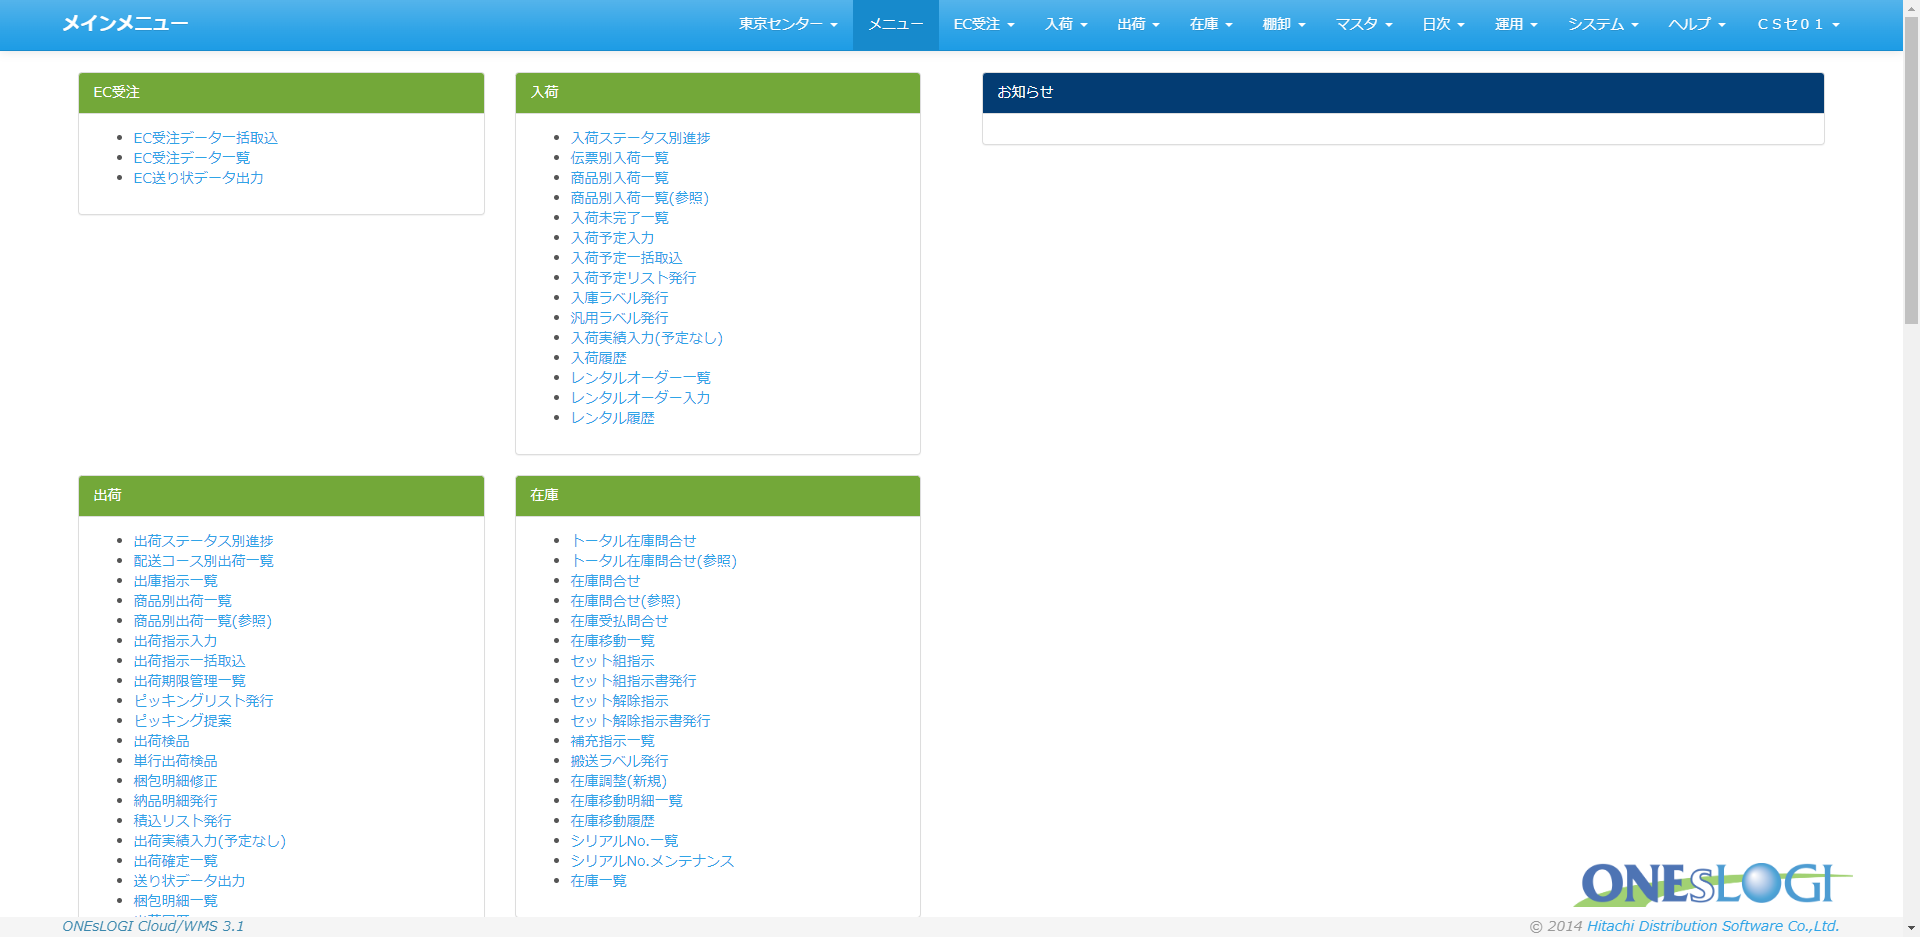 メインメニュー
東京センター
メニュー
EC受注
入荷
出荷
在庫
棚卸
マスタ
日次
運用
システム
ヘルプ
ＣＳセ０１
EC受注
EC受注データ一括取込
EC受注データ一覧
EC送り状データ出力
入荷
入荷ステータス別進捗
伝票別入荷一覧
商品別入荷一覧
商品別入荷一覧(参照)
入荷未完了一覧
入荷予定入力
入荷予定一括取込
入荷予定リスト発行
入庫ラベル発行
汎用ラベル発行
入荷実績入力(予定なし)
入荷履歴
レンタルオーダー一覧
レンタルオーダー入力
レンタル履歴
お知らせ
出荷
出荷ステータス別進捗
配送コース別出荷一覧
出庫指示一覧
商品別出荷一覧
商品別出荷一覧(参照)
出荷指示入力
出荷指示一括取込
出荷期限管理一覧
ピッキングリスト発行
ピッキング提案
出荷検品
単行出荷検品
梱包明細修正
納品明細発行
積込リスト発行
出荷実績入力(予定なし)
出荷確定一覧
送り状データ出力
梱包明細一覧
在庫
トータル在庫問合せ
トータル在庫問合せ(参照)
在庫問合せ
在庫問合せ(参照)
在庫受払問合せ
在庫移動一覧
セット組指示
セット組指示書発行
セット解除指示
セット解除指示書発行
補充指示一覧
搬送ラベル発行
在庫調整(新規)
在庫移動明細一覧
在庫移動履歴
シリアルNo.一覧
シリアルNo.メンテナンス
在庫一覧
ONEsLOGI
ONEsLOGI Cloud/WMS 3.1
© 2014 Hitachi Distribution Software Co.,Ltd.